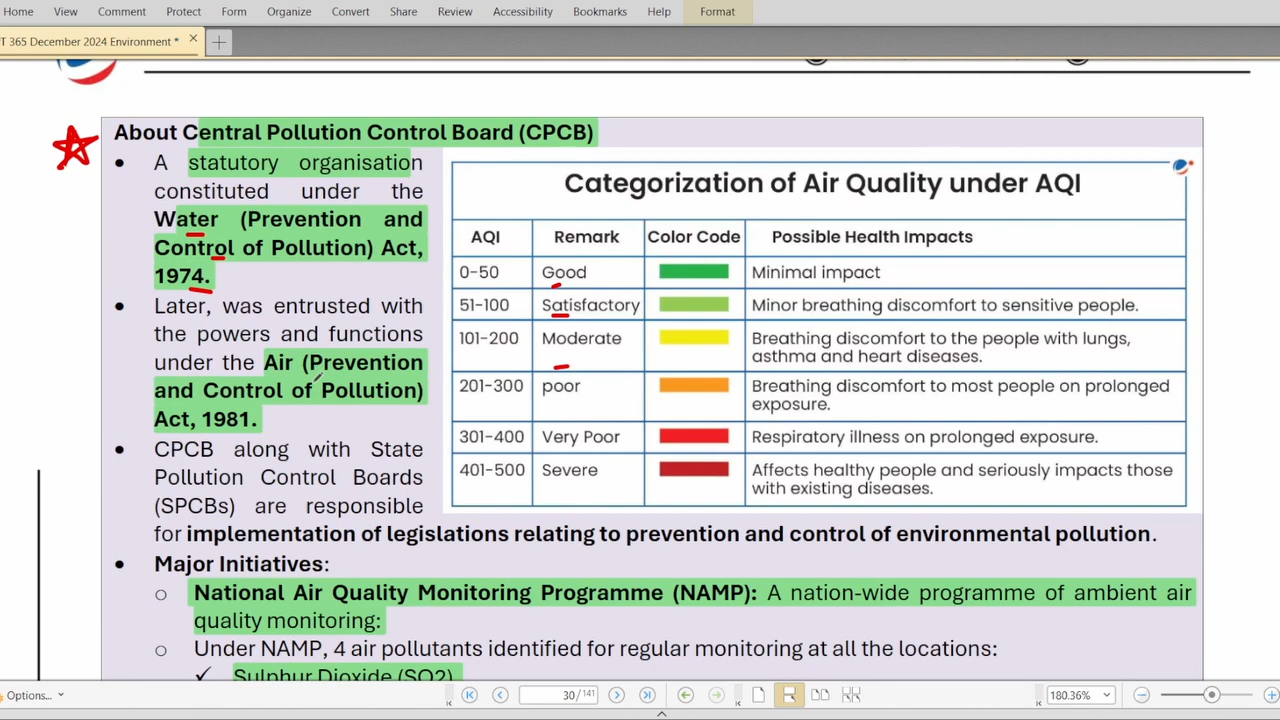 Home View Comment Protect Form Organize Convert Share Review Accessibility Bookmarks Help Format
T 365 December 2024 Environment *
About Central Pollution Control Board (CPCB)
• A statutory organisation
constituted under the
Water (Prevention and
Control of Pollution) Act,
1974.
• Later, was entrusted with
the powers and functions
under the Air (Prevention
and Control of Pollution)
Act, 1981.
• CPCB along with State
Pollution Control Boards
(SPCBs) are responsible
for implementation of legislations relating to prevention and control of environmental pollution.
Categorization of Air Quality under AQI
AQI Remark Color Code Possible Health Impacts
0-50 Good Minimal impact
51-100 Satisfactory Minor breathing discomfort to sensitive people.
101-200 Moderate Breathing discomfort to the people with lungs,
asthma and heart diseases.
201-300 poor Breathing discomfort to most people on prolonged
exposure.
301-400 Very Poor Respiratory illness on prolonged exposure.
401-500 Severe Affects healthy people and seriously impacts those
with existing diseases.
• Major Initiatives:
○ National Air Quality Monitoring Programme (NAMP): A nation-wide programme of ambient air
quality monitoring:
○ Under NAMP, 4 air pollutants identified for regular monitoring at all the locations:
✓ Sulphur Dioxide (SO2)
Options... 30 /141 180.36%